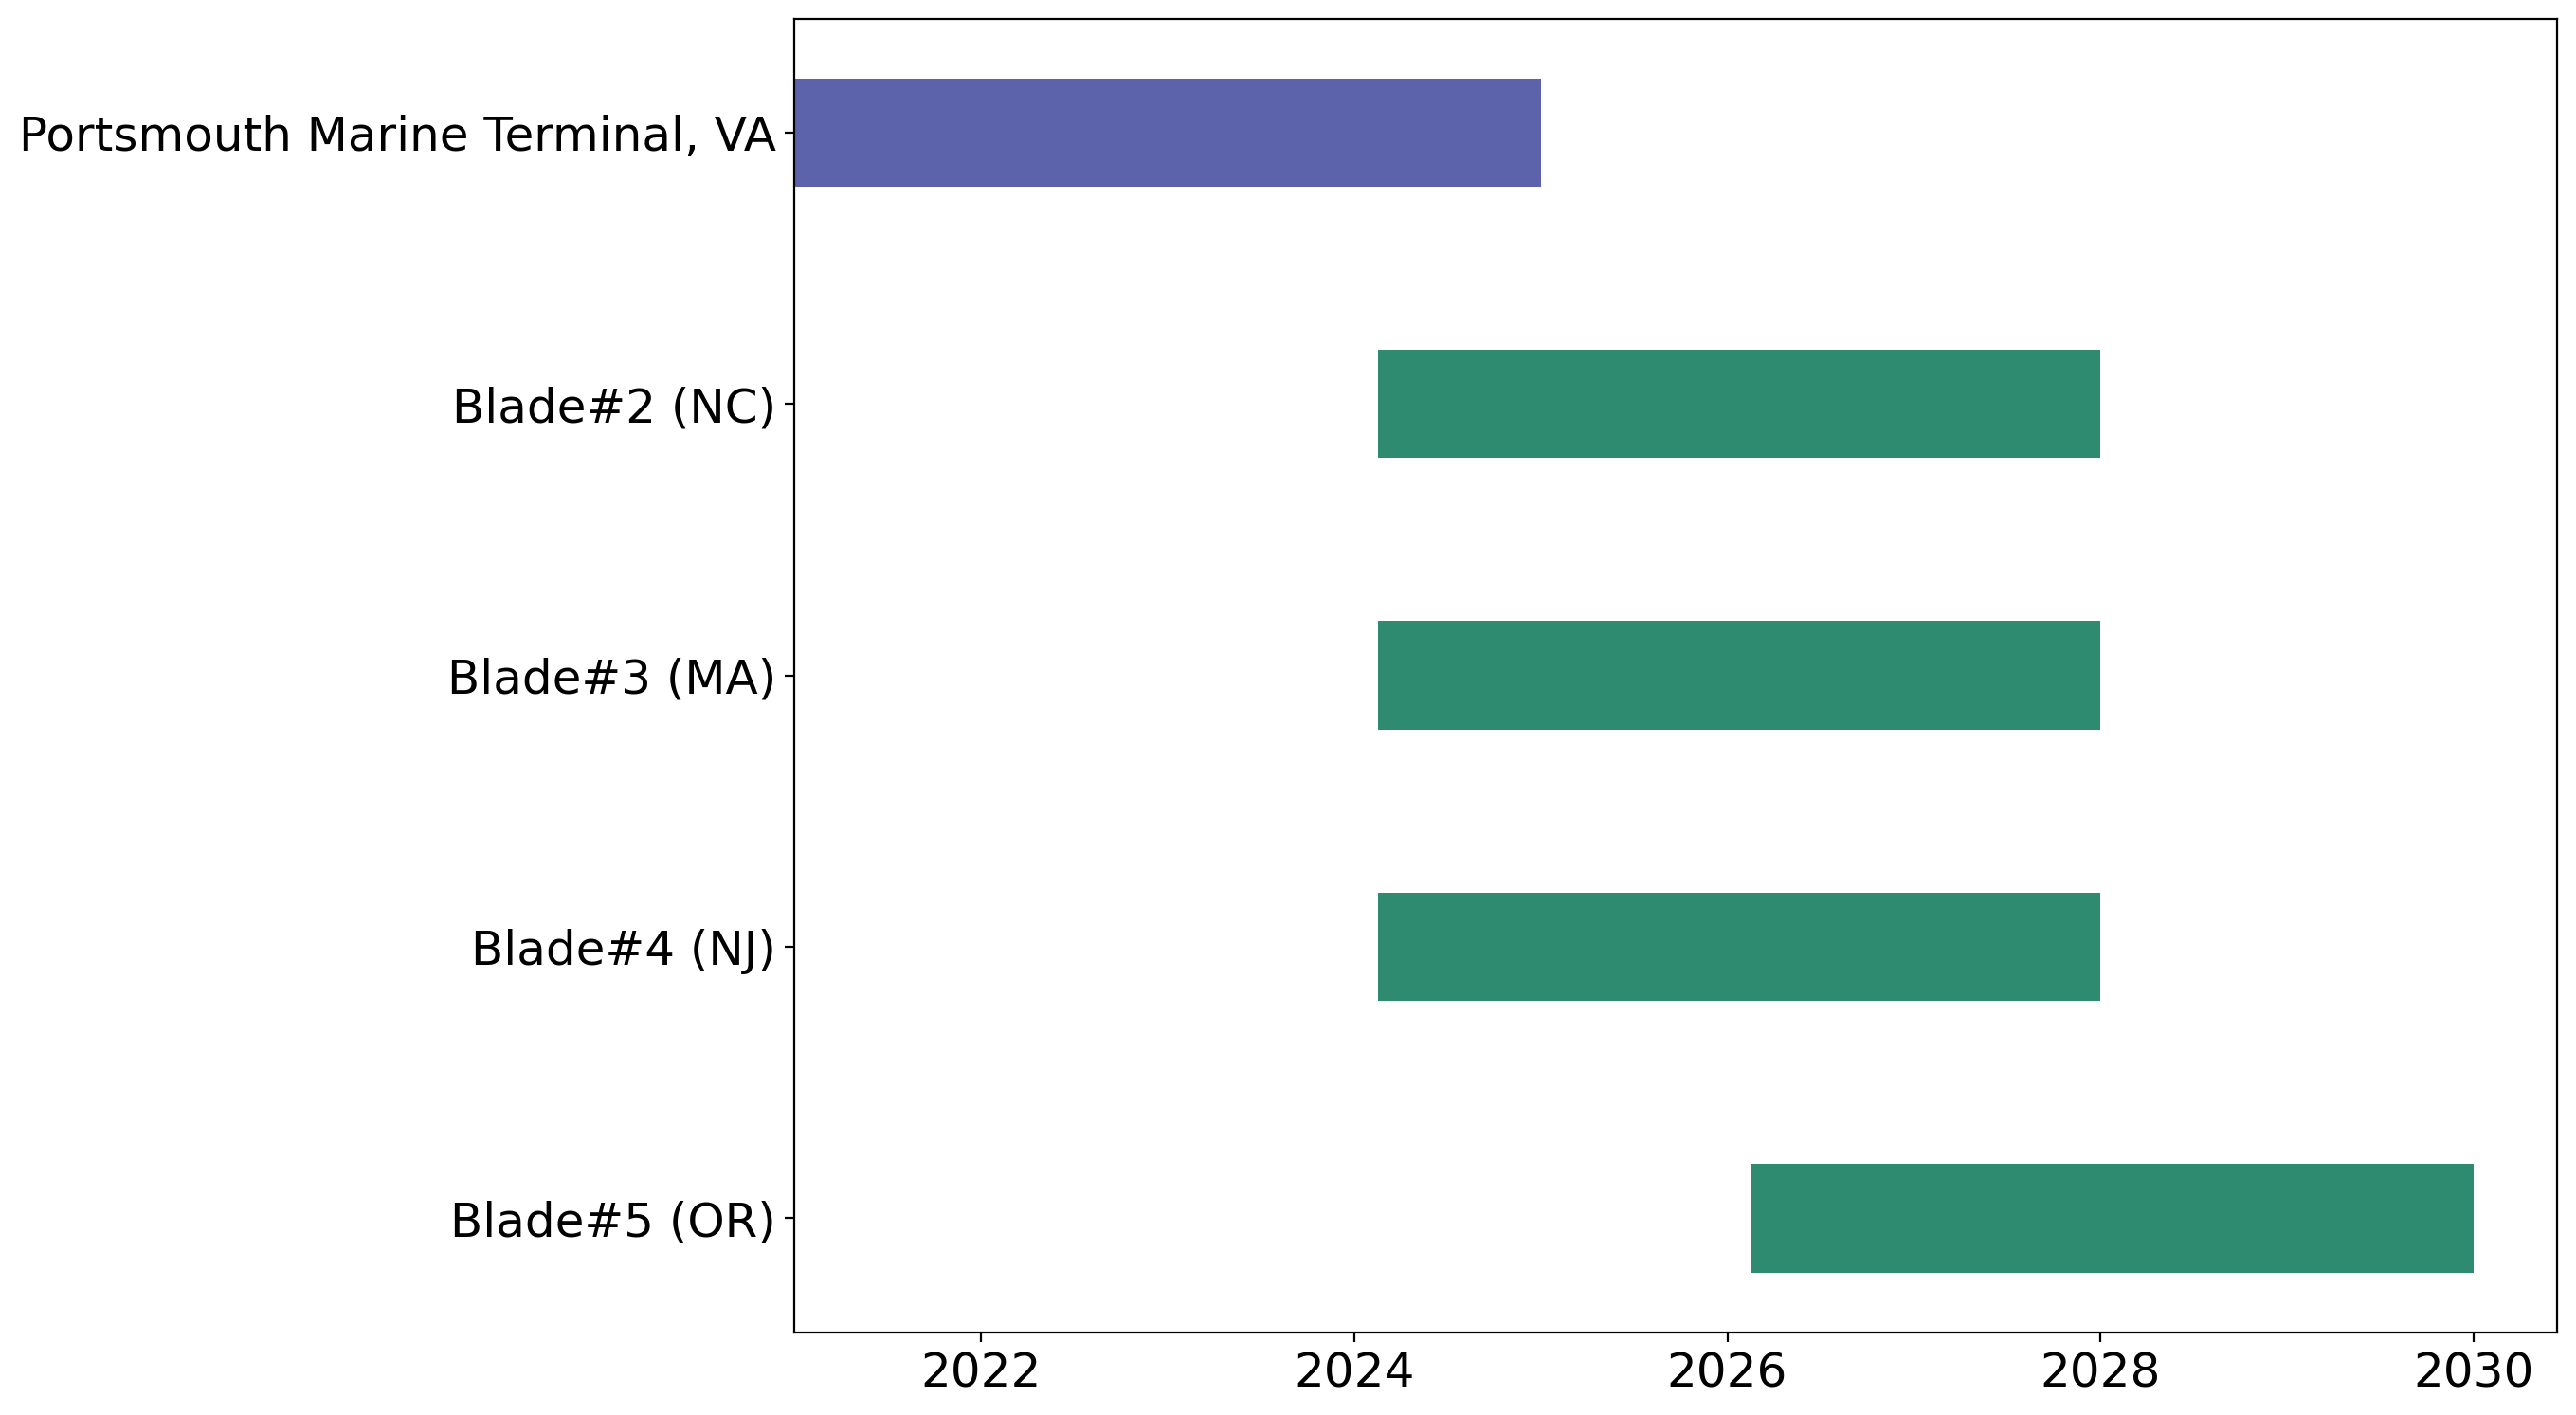 Portsmouth Marine Terminal, VA
Blade#2 (NC)
Blade#3 (MA)
Blade#4 (NJ)
Blade#5 (OR)
2022 2024 2026 2028 2030